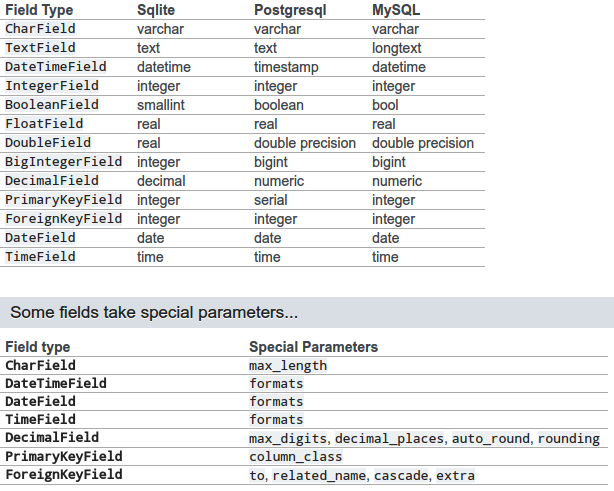 Field Type Sqlite Postgresql MySQL
CharField varchar varchar varchar
TextField text text longtext
DateTimeField datetime timestamp datetime
IntegerField integer integer integer
BooleanField smallint boolean bool
FloatField real real real
DoubleField real double precision double precision
BigIntegerField integer bigint bigint
DecimalField decimal numeric numeric
PrimaryKeyField integer serial integer
ForeignKeyField integer integer integer
DateField date date date
TimeField time time time
Some fields take special parameters...
Field type Special Parameters
CharField max_length
DateTimeField formats
DateField formats
TimeField formats
DecimalField max_digits, decimal_places, auto_round, rounding
PrimaryKeyField column_class
ForeignKeyField to, related_name, cascade, extra